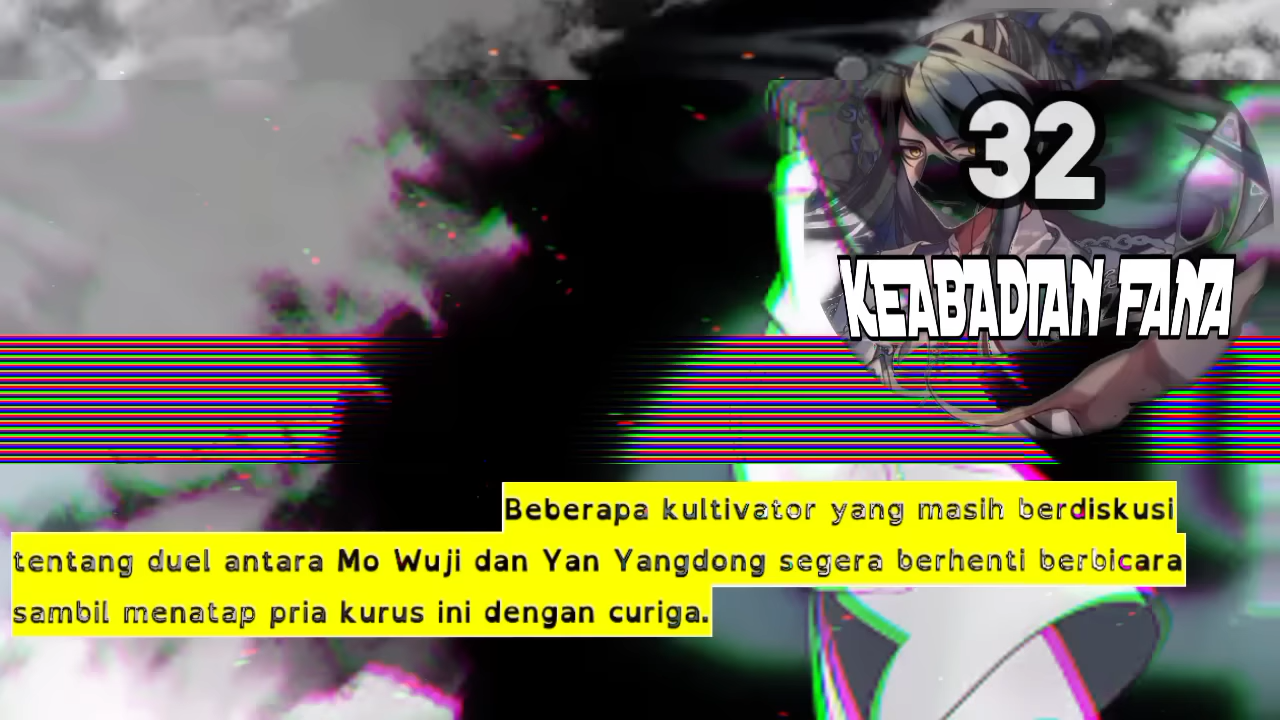 32
KEABADIAN FANA
Beberapa kultivator yang masih berdiskusi
tentang duel antara Mo Wuji dan Yan Yangdong segera berhenti berbicara
sambil menatap pria kurus ini dengan curiga.